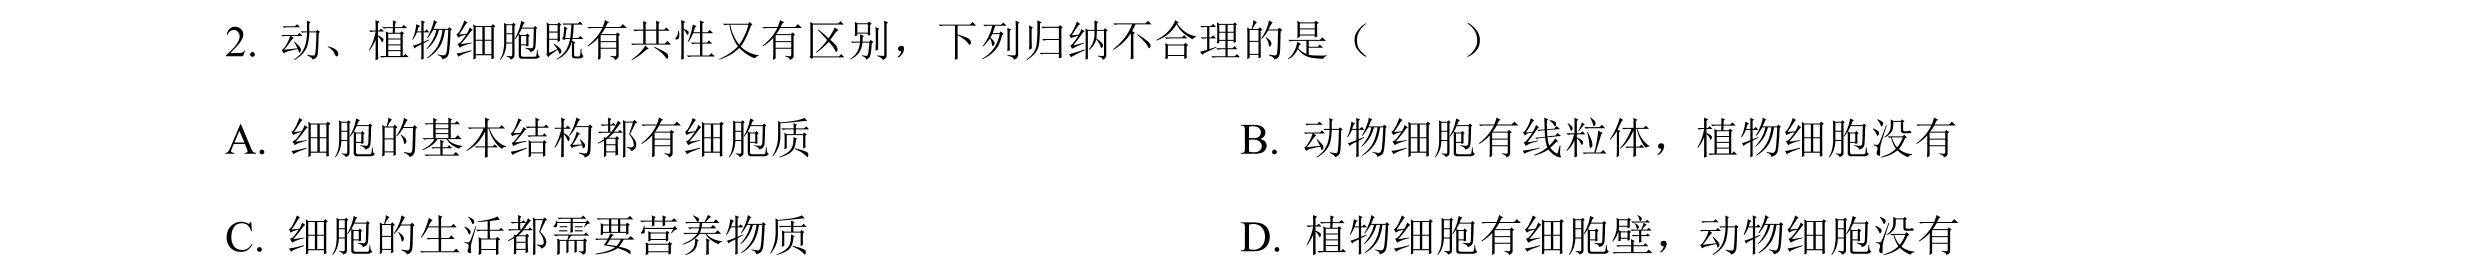 2. 动、植物细胞既有共性又有区别，下列归纳不合理的是（　　）
A. 细胞的基本结构都有细胞质　　B. 动物细胞有线粒体，植物细胞没有
C. 细胞的生活都需要营养物质　　D. 植物细胞有细胞壁，动物细胞没有